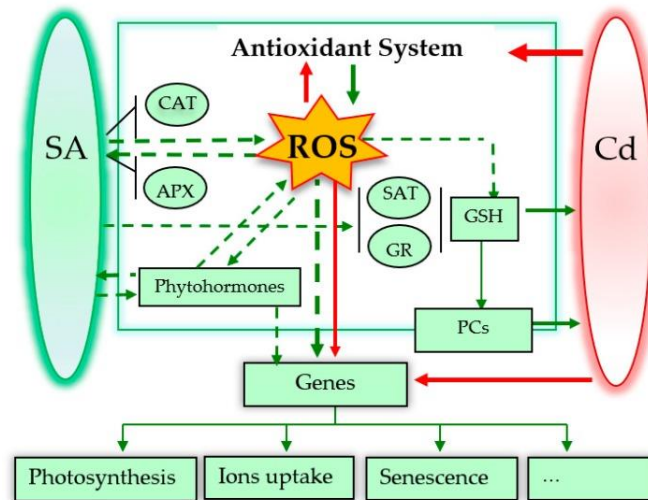 Antioxidant System
CAT
SA
ROS
Cd
APX
SAT
GSH
GR
Phytohormones
PCs
Genes
Photosynthesis
Ions uptake
Senescence
...